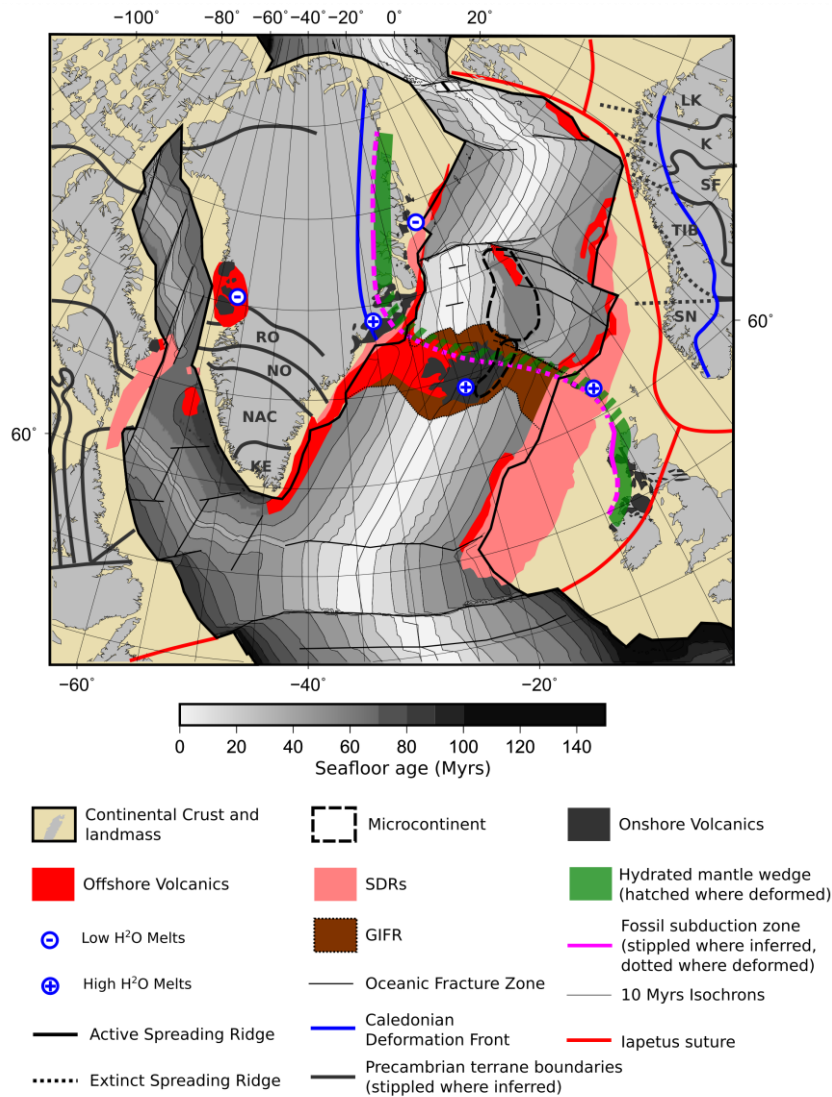 −100° −80° −60° −40° −20° 0° 20°
LK
K
SF
TIB
SN
RO
NO
NAC
KE
60°
60°
−60° −40° −20°
0 20 40 60 80 100 120 140
Seafloor age (Myrs)
Continental Crust and
landmass
Microcontinent
Onshore Volcanics
Offshore Volcanics
SDRs
Hydrated mantle wedge
(hatched where deformed)
Low H²O Melts
GIFR
Fossil subduction zone
(stippled where inferred,
dotted where deformed)
High H²O Melts
Oceanic Fracture Zone
10 Myrs Isochrons
Active Spreading Ridge
Caledonian
Deformation Front
Iapetus suture
Extinct Spreading Ridge
Precambrian terrane boundaries
(stippled where inferred)